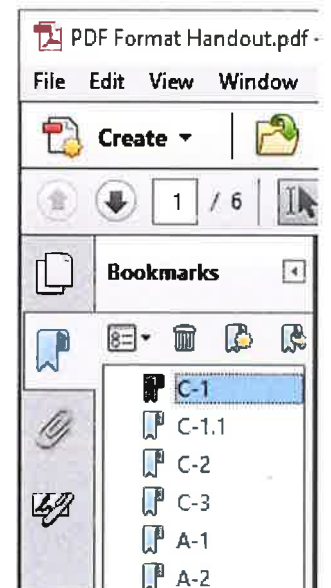 PDF Format Handout.pdf -
File Edit View Window
Create
1 / 6
Bookmarks
C-1
C-1.1
C-2
C-3
A-1
A-2